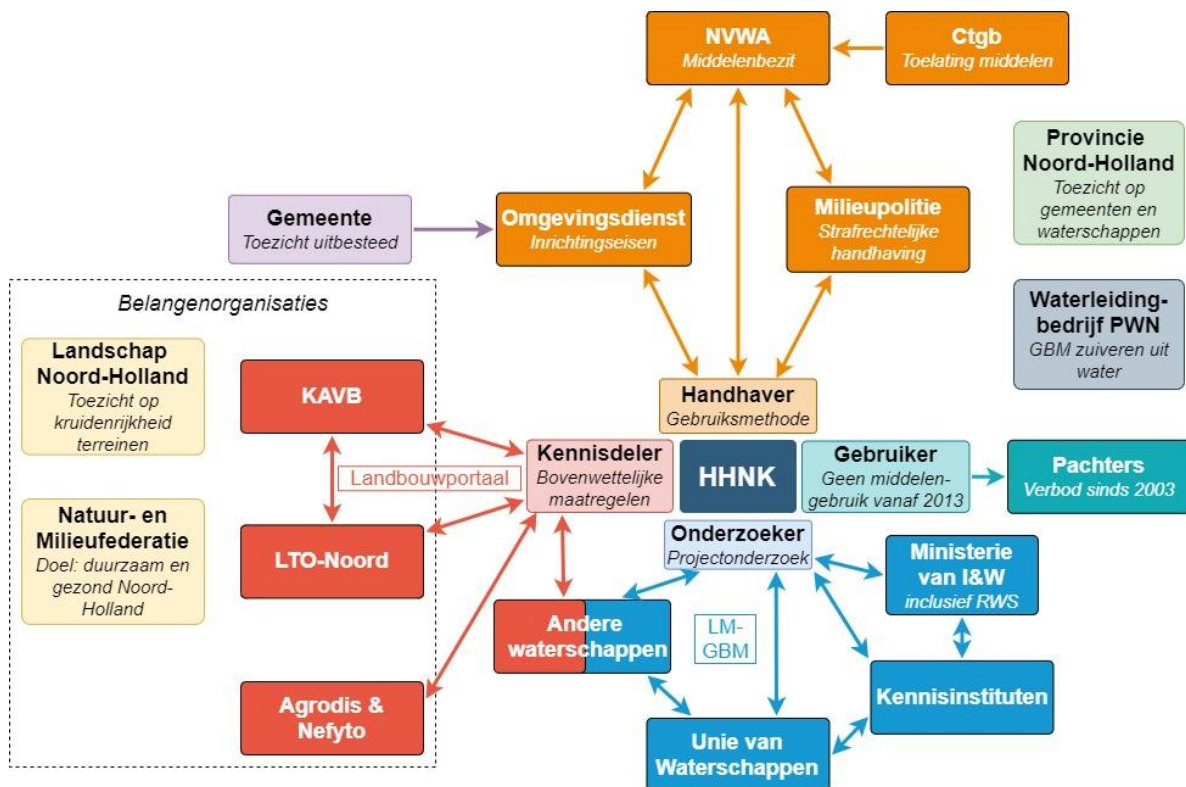 NVWA
Middelenbezit
Ctgb
Toelating middelen
Provincie
Noord-Holland
Toezicht op
gemeenten en
waterschappen
Gemeente
Toezicht uitbesteed
Omgevingsdienst
Inrichtingseisen
Milieupolitie
Strafrechtelijke
handhaving
Waterleiding-
bedrijf PWN
GBM zuiveren uit
water
Belangenorganisaties
Landschap
Noord-Holland
Toezicht op
kruidenrijkheid
terreinen
KAVB
Handhaver
Gebruiksmethode
Landbouwportaal
Kennisdeler
Bovenwettelijke
maatregelen
HHNK
Gebruiker
Geen middelen-
gebruik vanaf 2013
Pachters
Verbod sinds 2003
Natuur- en
Milieufederatie
Doel: duurzaam en
gezond Noord-
Holland
LTO-Noord
Onderzoeker
Projectonderzoek
Ministerie
van I&W
inclusief RWS
Andere
waterschappen
LM-
GBM
Kennisinstituten
Agrodis &
Nefyto
Unie van
Waterschappen